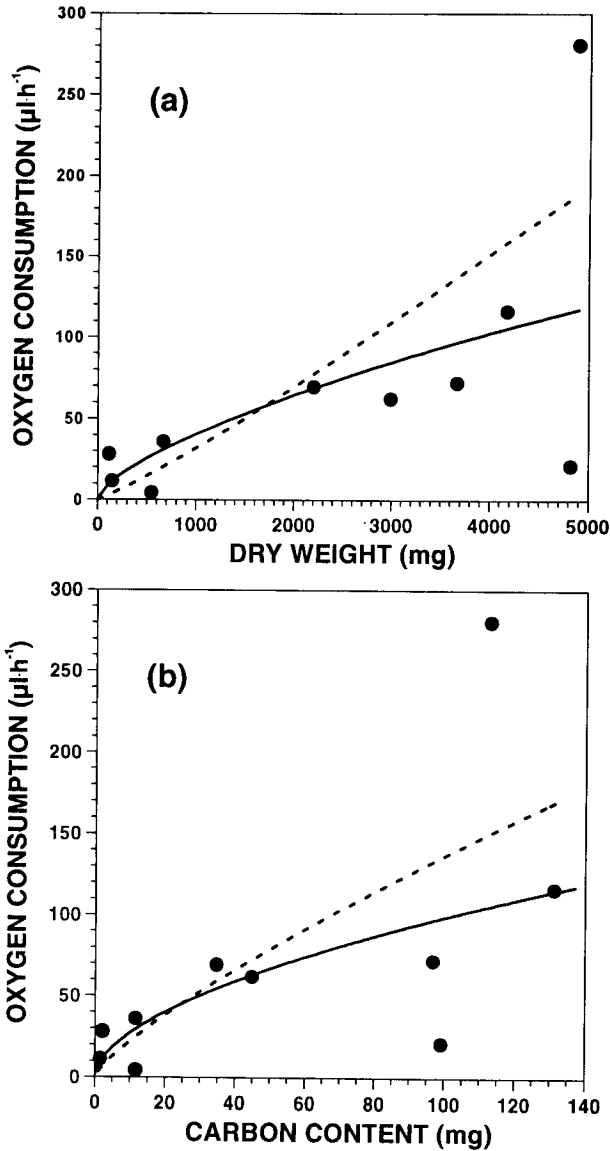 300
250
200
150
100
50
0
OXYGEN CONSUMPTION (µl·h⁻¹)
(a)
0 1000 2000 3000 4000 5000
DRY WEIGHT (mg)
300
250
200
150
100
50
0
OXYGEN CONSUMPTION (µl·h⁻¹)
(b)
0 20 40 60 80 100 120 140
CARBON CONTENT (mg)